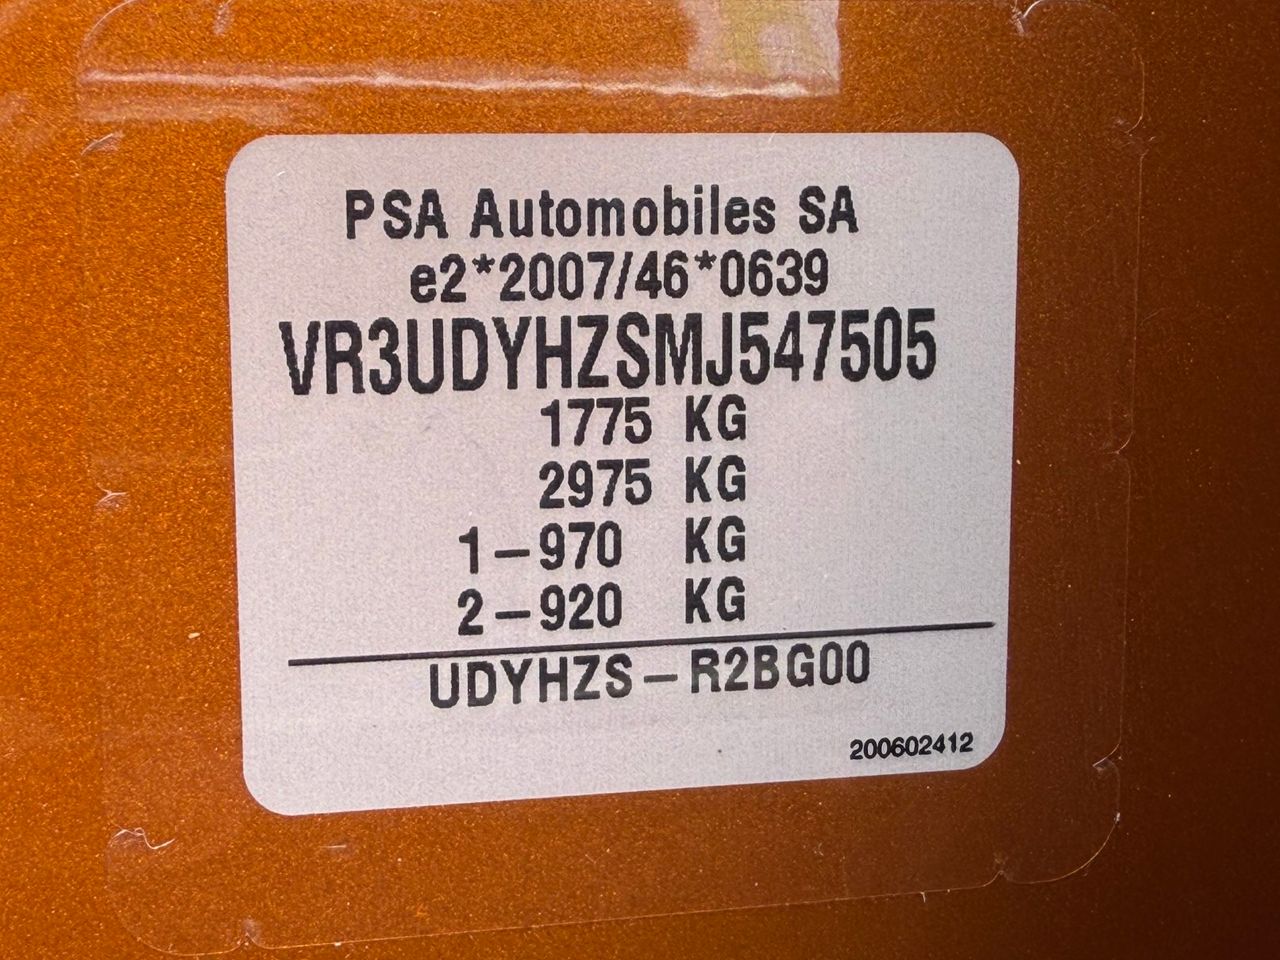 PSA Automobiles SA
e2*2007/46*0639
VR3UDYHZSMJ547505
1775 KG
2975 KG
1-970 KG
2-920 KG
UDYHZS-R2BG00
200602412